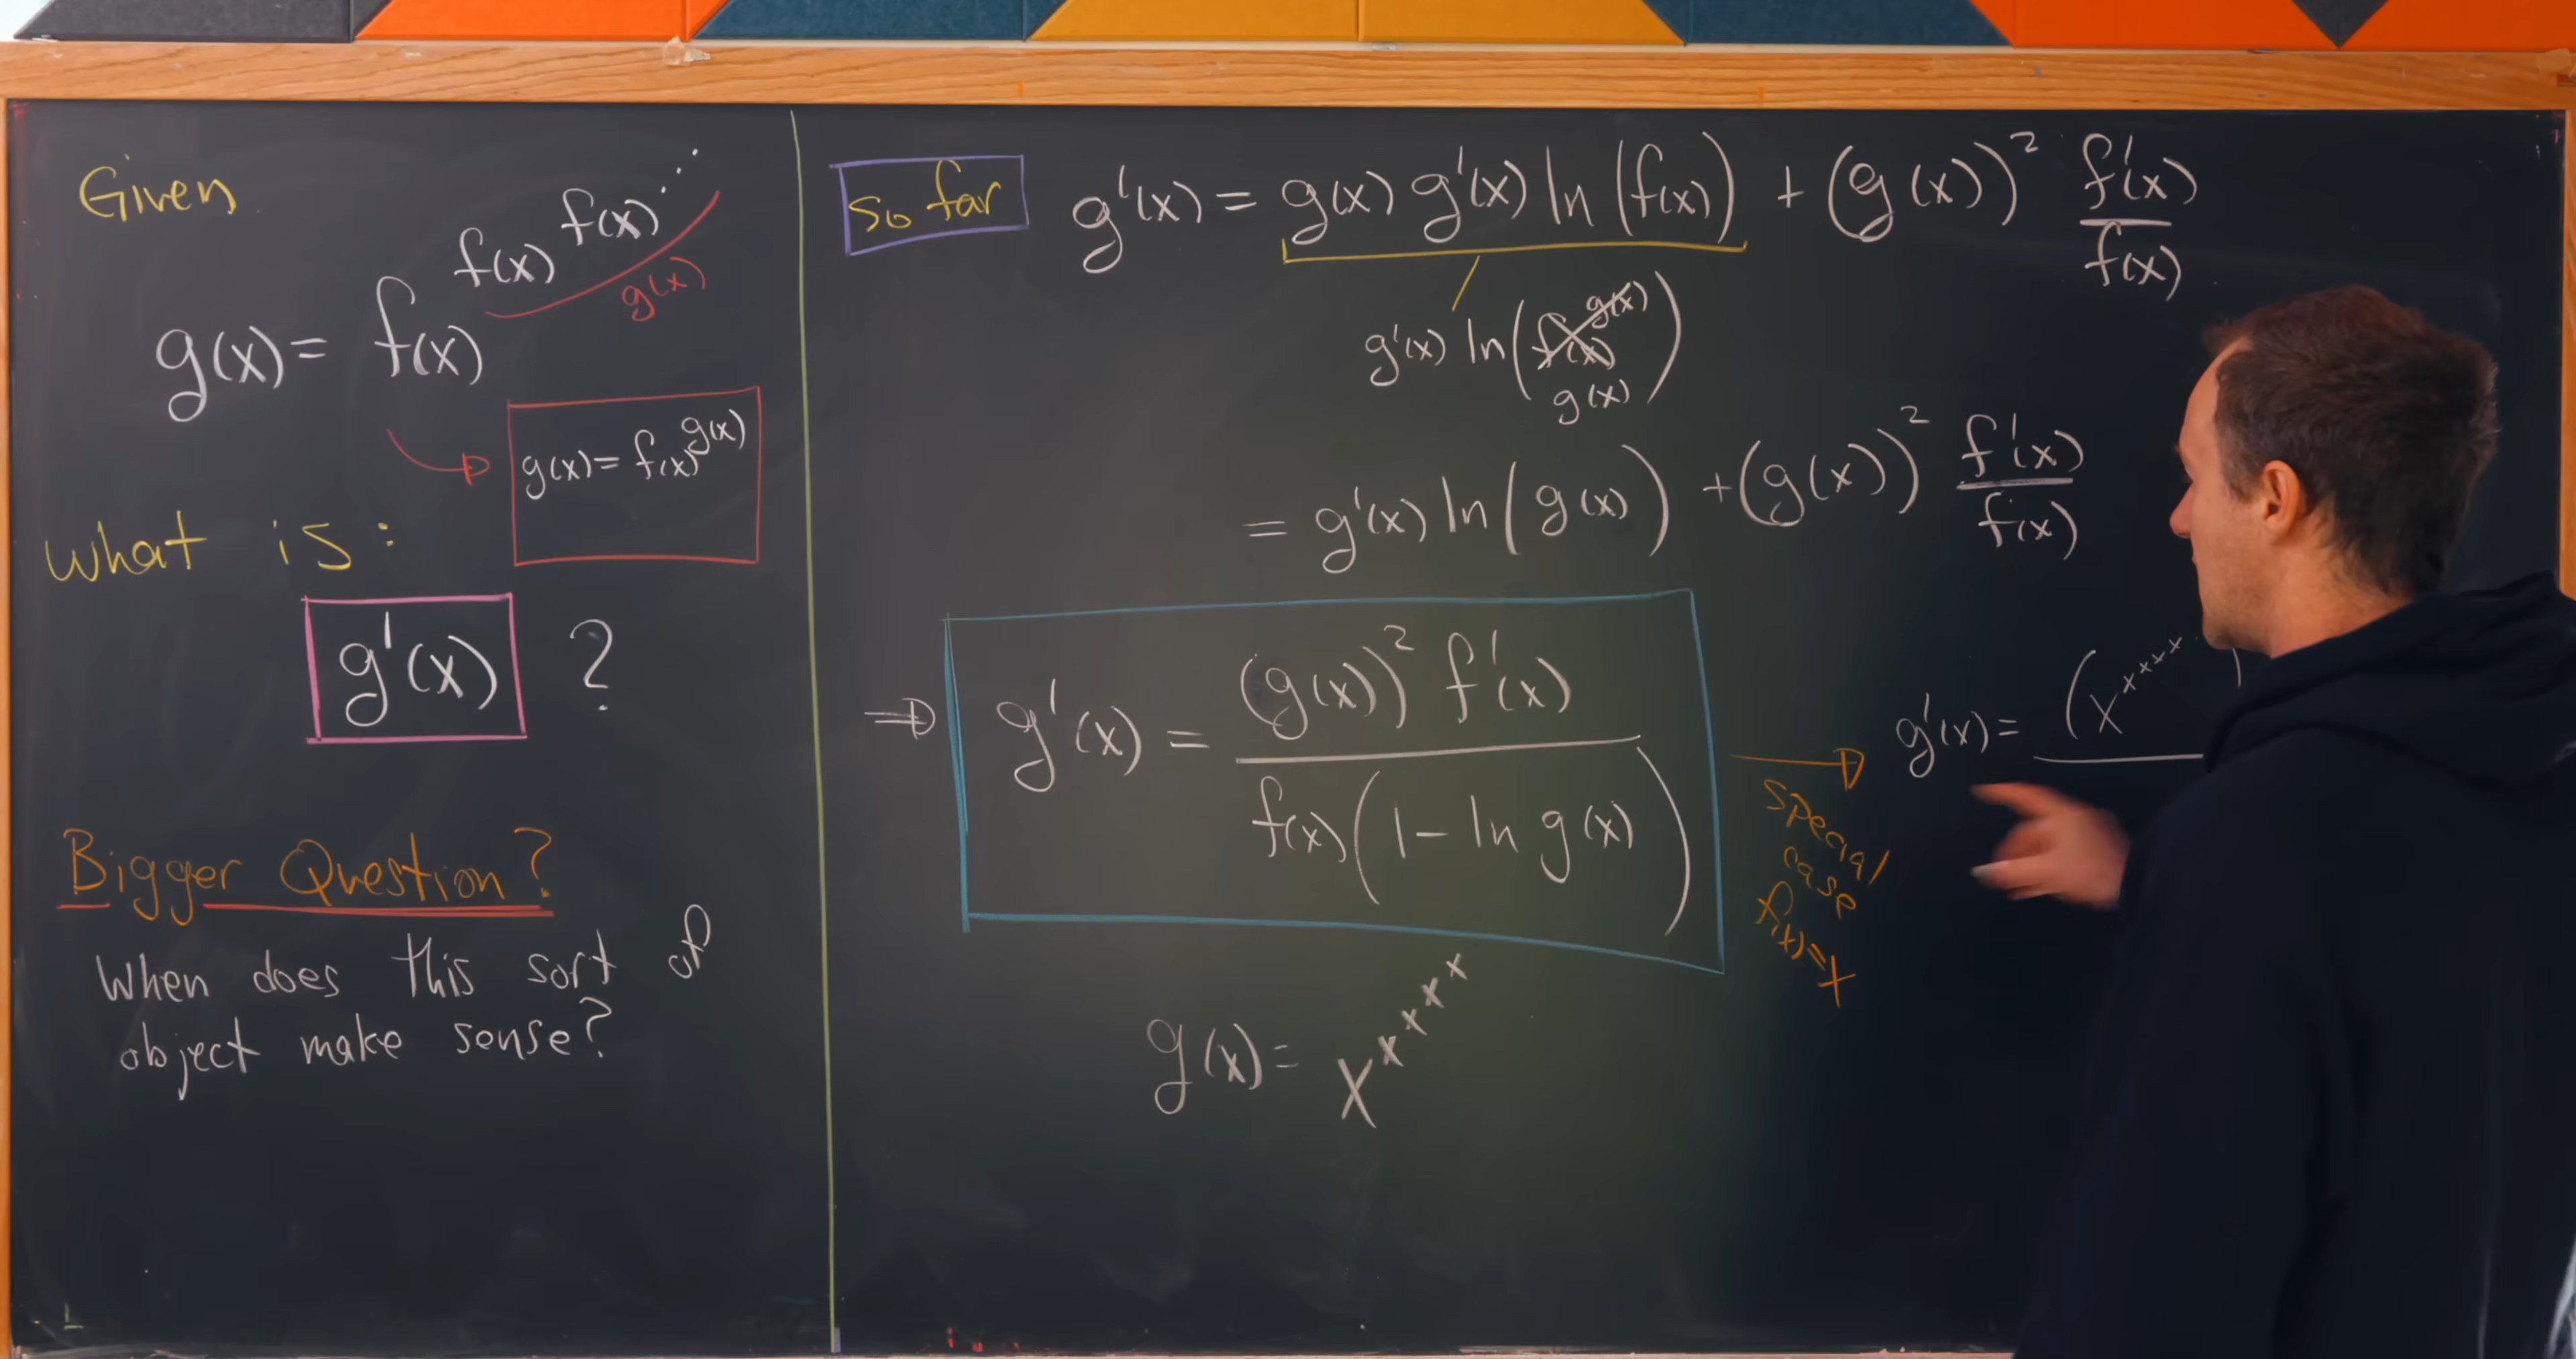 Given
g(x) = f(x)^f(x)^f(x)^⋰
g(x)
g(x) = f(x)^g(x)
What is:
g'(x) ?
Bigger Question?
When does this sort of
object make sense?
so far g'(x) = g(x) g'(x) ln(f(x)) + (g(x))² f'(x)/f(x)
g'(x) ln(f(x)^g(x))
g(x)
= g'(x) ln(g(x)) + (g(x))² f'(x)/f(x)
⇒ g'(x) = (g(x))² f'(x) / f(x)(1 - ln g(x))
special
case
f(x)=x
g'(x) = (x^x^x^x^x
g(x) = x^x^x^x^x